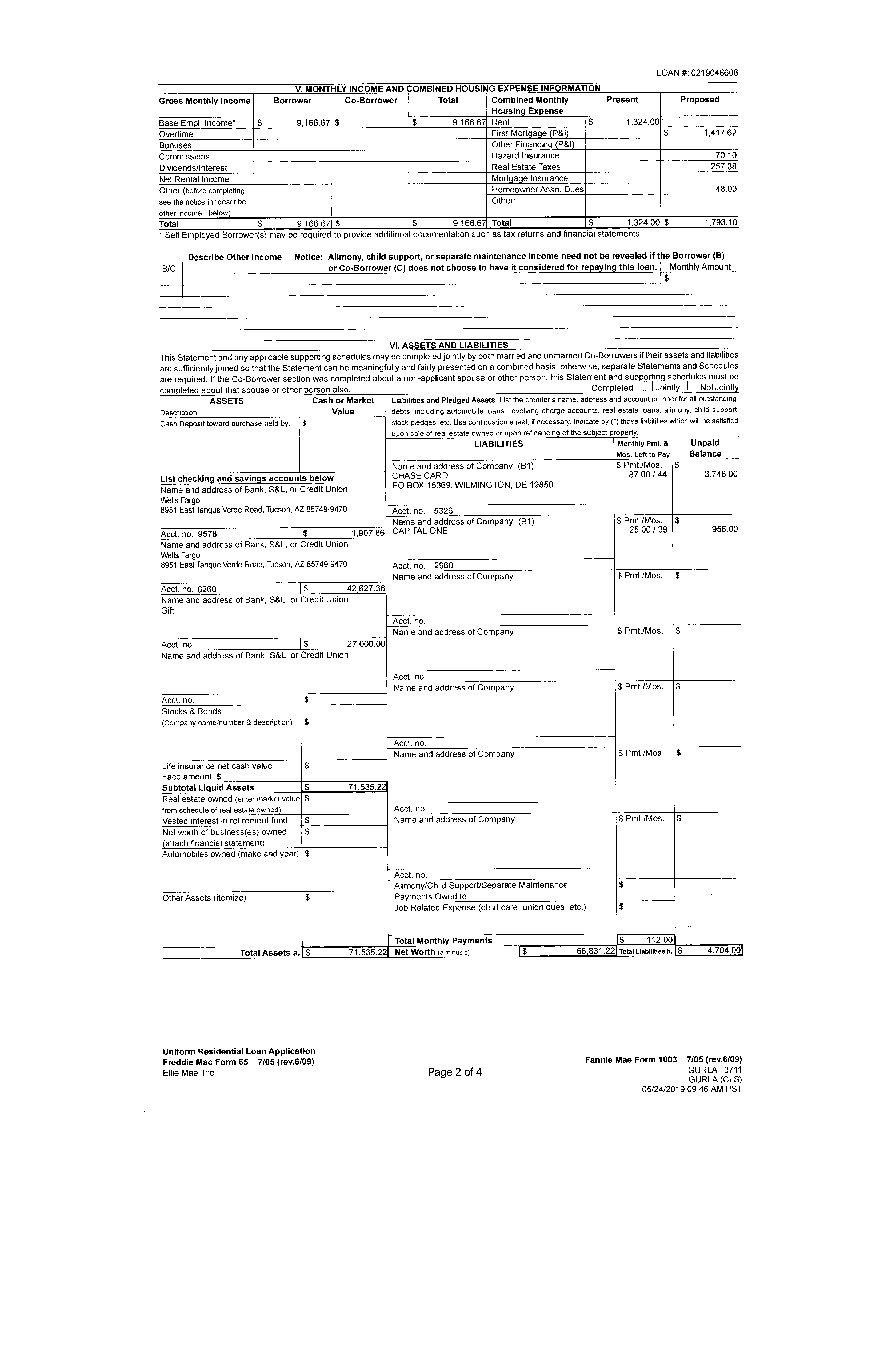 LOAN #: 0219046608
V. MONTHLY INCOME AND COMBINED HOUSING EXPENSE INFORMATION
Gross Monthly Income Borrower Co-Borrower Total Combined Monthly Housing Expense Present Proposed
Base Empl. Income* $ 9,166.67 $ $ 9,166.67 Rent $ 1,324.00
Overtime First Mortgage (P&I) $ 1,417.67
Bonuses Other Financing (P&I)
Commissions Hazard Insurance
Dividends/Interest Real Estate Taxes
Net Rental Income Mortgage Insurance
Other (before completing, Homeowner Assn. Dues 48.00
see the notice in "describe Other:
other income," below)
Total $ 9,166.67 $ $ 9,166.67 Total $ 1,324.00 $ 1,793.10
* Self Employed Borrower(s) may be required to provide additional documentation such as tax returns and financial statements
Describe Other Income Notice: Alimony, child support, or separate maintenance income need not be revealed if the Borrower (B)
B/C or Co-Borrower (C) does not choose to have it considered for repaying this loan. Monthly Amount
$
VI. ASSETS AND LIABILITIES
This Statement and any applicable supporting schedules may be completed jointly by both married and unmarried Co-Borrowers if their assets and liabilities
are sufficiently joined so that the Statement can be meaningfully and fairly presented on a combined basis; otherwise, separate Statements and Schedules
are required. If the Co-Borrower section was completed about a non-applicant spouse or other person, this Statement and supporting schedules must be
completed about that spouse or other person also. Completed Jointly Not Jointly
ASSETS Cash or Market Value
Description
Cash Deposit toward purchase held by: $
List checking and savings accounts below
Name and address of Bank, S&L, or Credit Union
Wells Fargo
8951 East Tanque Verde Road, Tucson, AZ 85749-9470
Acct. no. 9578 $ 1,907.86
Name and address of Bank, S&L, or Credit Union
Wells Fargo
8951 East Tanque Verde Road, Tucson, AZ 85749-9470
Acct. no. 6260 $ 42,627.36
Name and address of Bank, S&L, or Credit Union
Gift
Acct. no. $ 27,000.00
Name and address of Bank, S&L, or Credit Union
Acct. no. $
Stocks & Bonds
(Company name/number & description) $
Life insurance net cash value $
Face amount: $
Subtotal Liquid Assets $ 71,535.22
Real estate owned (enter market value $
from schedule of real estate owned)
Vested interest in retirement fund $
Net worth of business(es) owned $
(attach financial statement)
Automobiles owned (make and year) $
Other Assets (itemize) $
Total Assets a. $ 71,535.22
Liabilities and Pledged Assets. List the creditor's name, address and account number for all outstanding
debts, including automobile loans, revolving charge accounts, real estate loans, alimony, child support,
stock pledges, etc. Use continuation sheet, if necessary. Indicate by (*) those liabilities which will be satisfied
upon sale of real estate owned or upon refinancing of the subject property.
LIABILITIES Monthly Pmt. & Mos. Left to Pay Unpaid Balance
Name and address of Company (B1) $ Pmt./Mos. $
CHASE CARD 87.00 / 44 3,748.00
PO BOX 15369, WILMINGTON, DE 19850
Acct. no. 5326
Name and address of Company (B1) $ Pmt./Mos. $
CAPITAL ONE 25.00 / 39 956.00
Acct. no. 2960
Name and address of Company $ Pmt./Mos. $
Acct. no.
Name and address of Company $ Pmt./Mos. $
Acct. no.
Name and address of Company $ Pmt./Mos. $
Acct. no.
Name and address of Company $ Pmt./Mos. $
Acct. no.
Name and address of Company $ Pmt./Mos. $
Acct. no.
Alimony/Child Support/Separate Maintenance $
Payments Owed to:
Job-Related Expense (child care, union dues, etc.) $
Total Monthly Payments $ 112.00
Net Worth (a minus b) $ 66,831.22 Total Liabilities b. $ 4,704.00
Uniform Residential Loan Application
Freddie Mac Form 65 7/05 (rev.6/09)
Ellie Mae, Inc.
Page 2 of 4
Fannie Mae Form 1003 7/05 (rev.6/09)
GURLA (CLS)
05/24/2019 09:46 AM PST